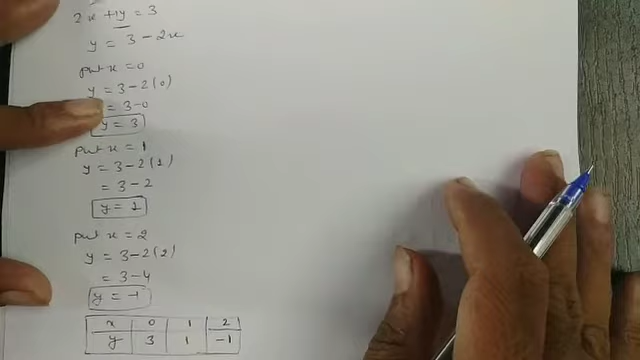 2x + 1y = 3
y = 3 - 2x
put x = 0
y = 3 - 2(0)
= 3 - 0
y = 3
put x = 1
y = 3 - 2(1)
= 3 - 2
y = 1
put x = 2
y = 3 - 2(2)
= 3 - 4
y = -1
x 0 1 2
y 3 1 -1